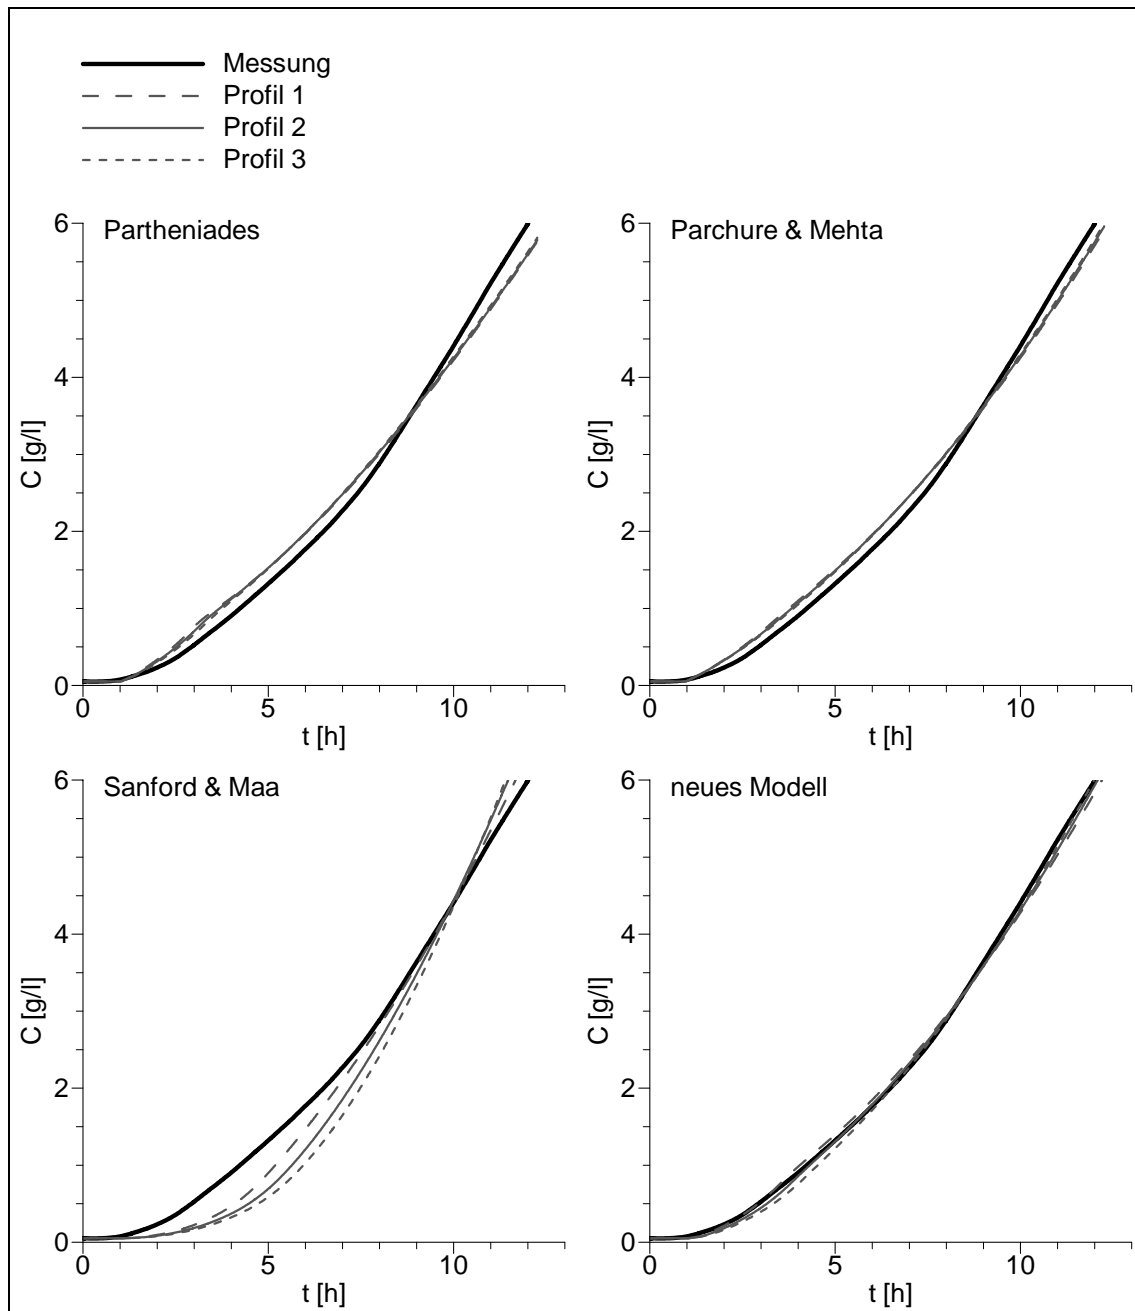 Messung
Profil 1
Profil 2
Profil 3
Partheniades
6
4
2
0
C [g/l]
0 5 10
t [h]
Parchure & Mehta
6
4
2
0
C [g/l]
0 5 10
t [h]
Sanford & Maa
6
4
2
0
C [g/l]
0 5 10
t [h]
neues Modell
6
4
2
0
C [g/l]
0 5 10
t [h]